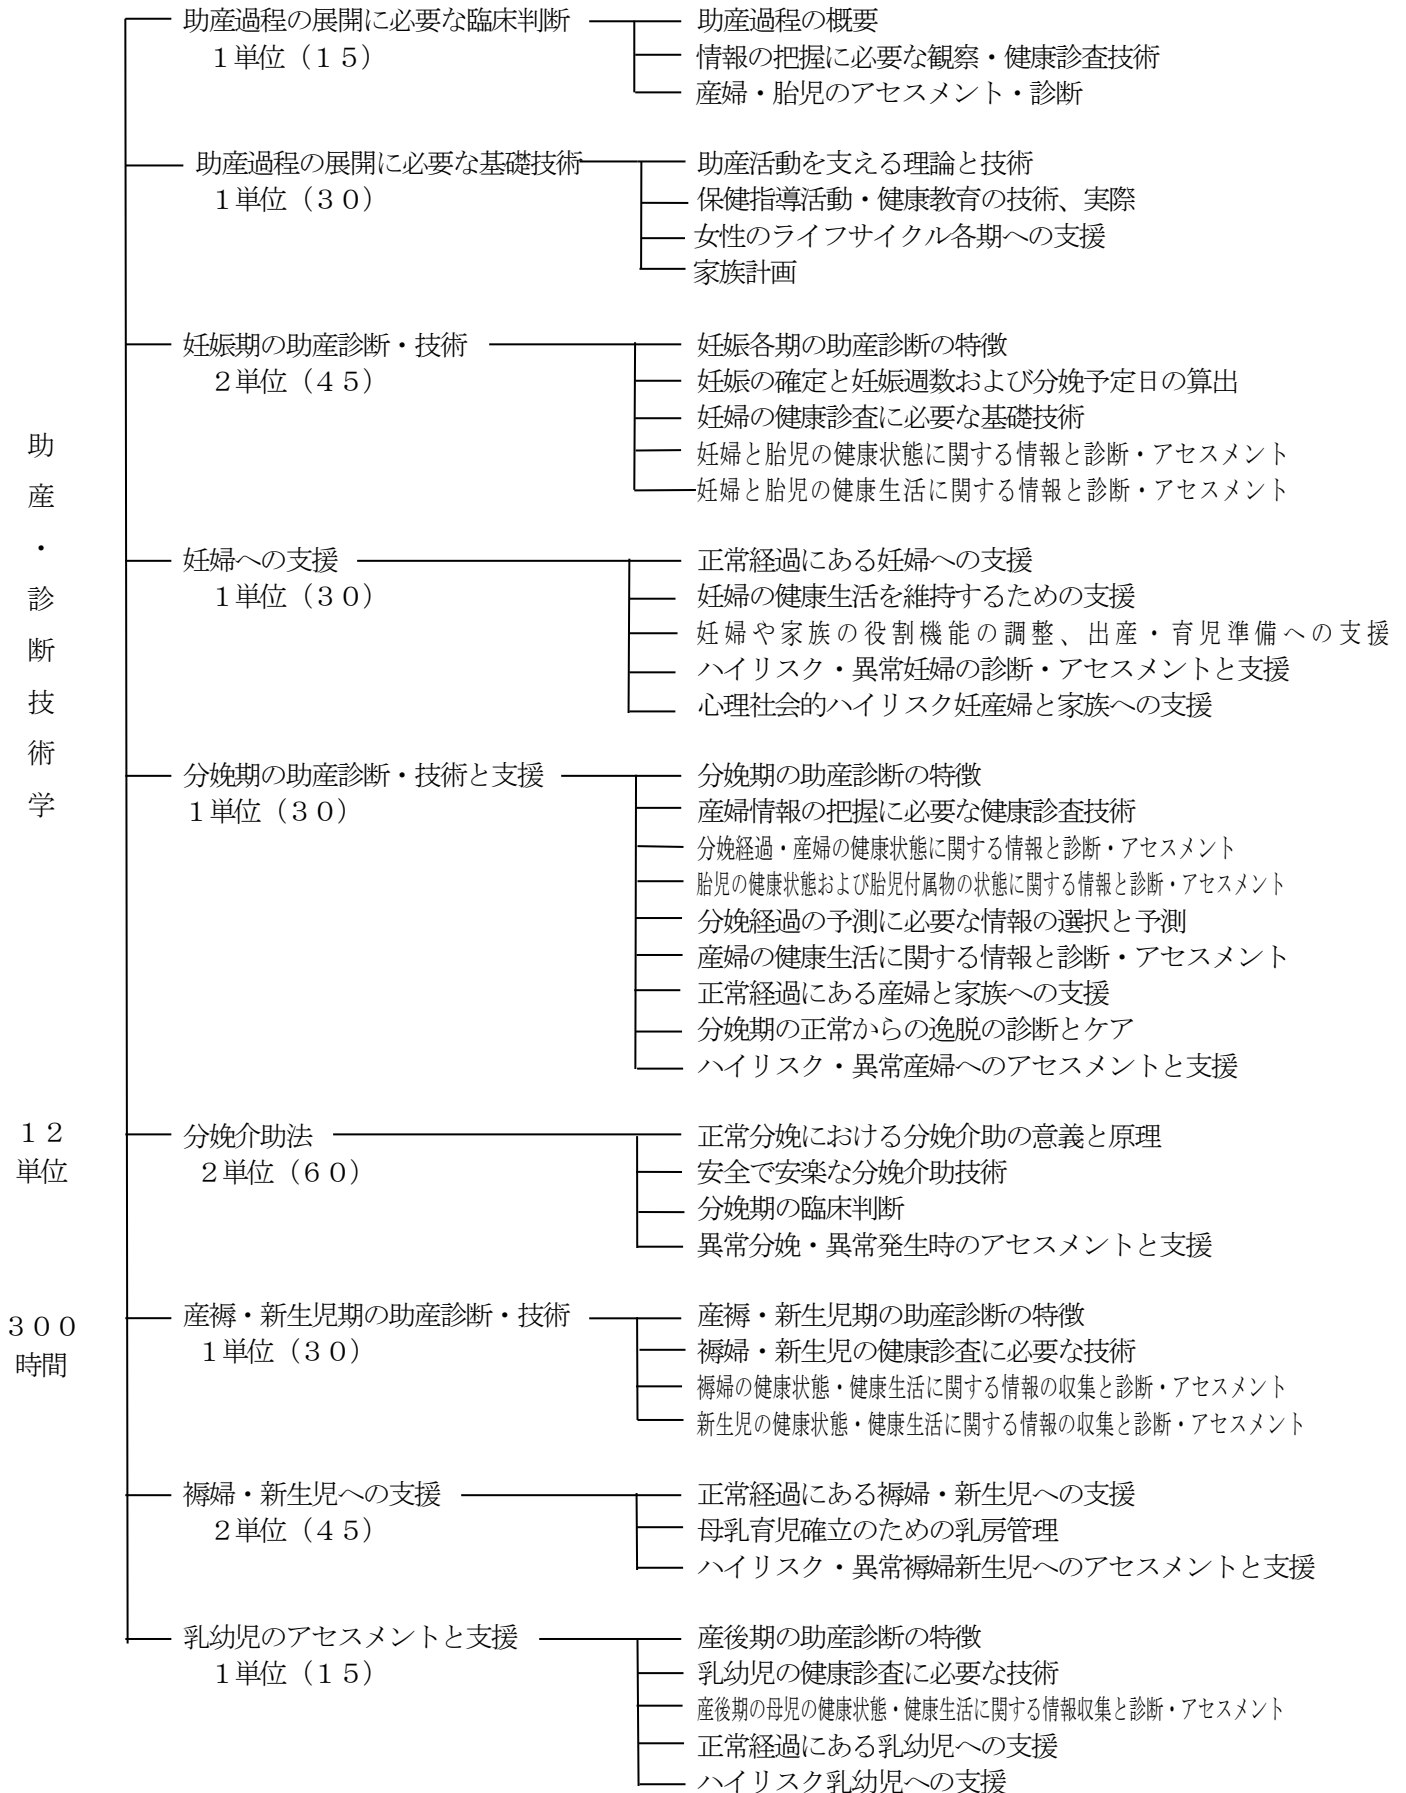 助産・診断技術学
１２
単位
３００
時間
助産過程の展開に必要な臨床判断
１単位（１５）
助産過程の概要
情報の把握に必要な観察・健康診査技術
産婦・胎児のアセスメント・診断
助産過程の展開に必要な基礎技術
１単位（３０）
助産活動を支える理論と技術
保健指導活動・健康教育の技術、実際
女性のライフサイクル各期への支援
家族計画
妊娠期の助産診断・技術
２単位（４５）
妊娠各期の助産診断の特徴
妊娠の確定と妊娠週数および分娩予定日の算出
妊婦の健康診査に必要な基礎技術
妊婦と胎児の健康状態に関する情報と診断・アセスメント
妊婦と胎児の健康生活に関する情報と診断・アセスメント
妊婦への支援
１単位（３０）
正常経過にある妊婦への支援
妊婦の健康生活を維持するための支援
妊婦や家族の役割機能の調整、出産・育児準備への支援
ハイリスク・異常妊婦の診断・アセスメントと支援
心理社会的ハイリスク妊産婦と家族への支援
分娩期の助産診断・技術と支援
１単位（３０）
分娩期の助産診断の特徴
産婦情報の把握に必要な健康診査技術
分娩経過・産婦の健康状態に関する情報と診断・アセスメント
胎児の健康状態および胎児付属物の状態に関する情報と診断・アセスメント
分娩経過の予測に必要な情報の選択と予測
産婦の健康生活に関する情報と診断・アセスメント
正常経過にある産婦と家族への支援
分娩期の正常からの逸脱の診断とケア
ハイリスク・異常産婦へのアセスメントと支援
分娩介助法
２単位（６０）
正常分娩における分娩介助の意義と原理
安全で安楽な分娩介助技術
分娩期の臨床判断
異常分娩・異常発生時のアセスメントと支援
産褥・新生児期の助産診断・技術
１単位（３０）
産褥・新生児期の助産診断の特徴
褥婦・新生児の健康診査に必要な技術
褥婦の健康状態・健康生活に関する情報の収集と診断・アセスメント
新生児の健康状態・健康生活に関する情報の収集と診断・アセスメント
褥婦・新生児への支援
２単位（４５）
正常経過にある褥婦・新生児への支援
母乳育児確立のための乳房管理
ハイリスク・異常褥婦新生児へのアセスメントと支援
乳幼児のアセスメントと支援
１単位（１５）
産後期の助産診断の特徴
乳幼児の健康診査に必要な技術
産後期の母児の健康状態・健康生活に関する情報収集と診断・アセスメント
正常経過にある乳幼児への支援
ハイリスク乳幼児への支援